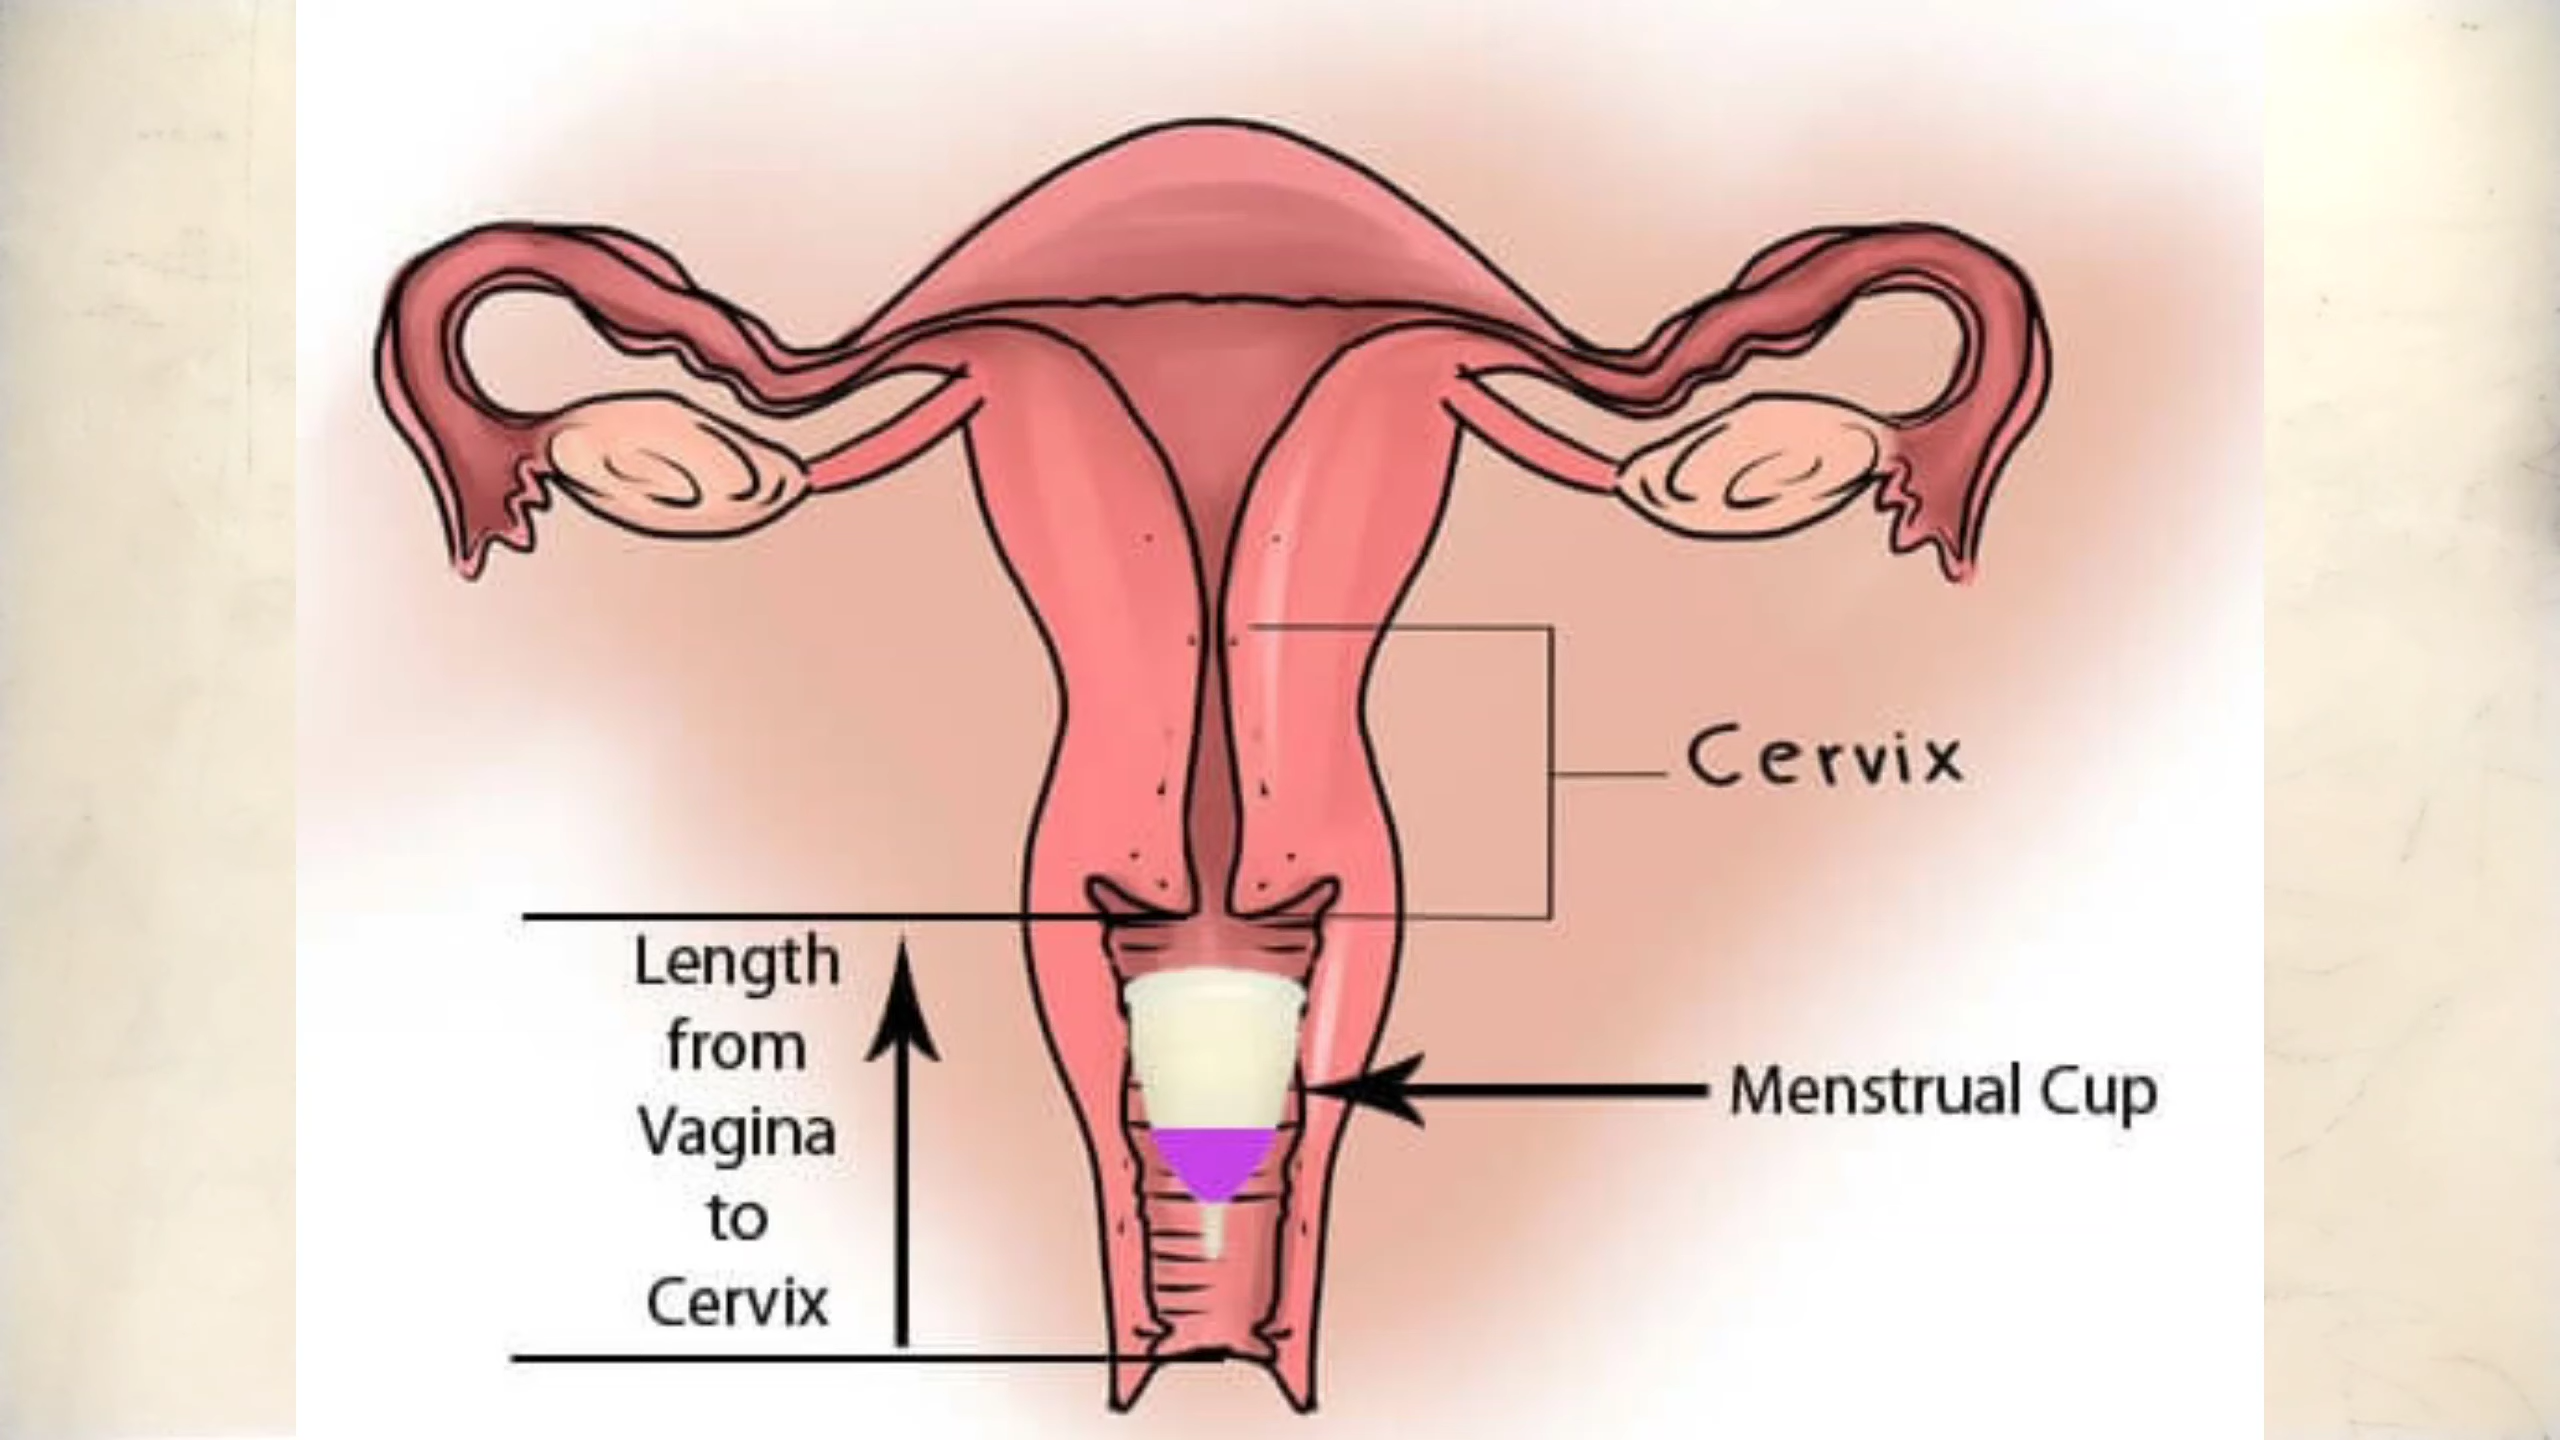 Cervix
Length
from
Vagina
to
Cervix
Menstrual Cup